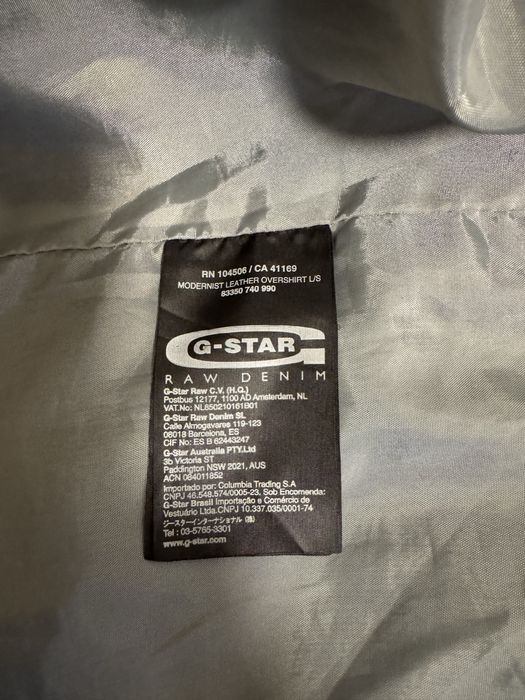 RN 104506 / CA 41169
MODERNIST LEATHER OVERSHIRT L/S
83350 740 990
G-STAR
RAW DENIM
G-Star Raw C.V. (H.Q.)
Postbus 12177, 1100 AD Amsterdam, NL
VAT.No: NL850210161B01
G-Star Raw Denim SL
Calle Almogavares 119-123
08018 Barcelona, ES
CIF No: ES B 62443247
G-Star Australia PTY.Ltd
3b Victoria ST
Paddington NSW 2021, AUS
ACN 084011852
Importado por: Columbia Trading S.A
CNPJ 46.548.574/0005-23. Sob Encomenda:
G-Star Brasil Importação e Comércio de
Vestuário Ltda.CNPJ 10.337.035/0001-74
ジースターインターナショナル (株)
Tel : 03-5765-3301
www.g-star.com